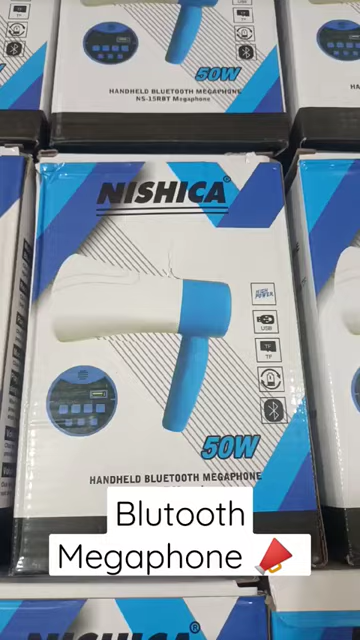 50W
HANDHELD BLUETOOTH MEGAPHONE
NS-15RBT Megaphone
NISHICA®
USB
TF
50W
HANDHELD BLUETOOTH MEGAPHONE
Blutooth
Megaphone 📣
NISHICA®